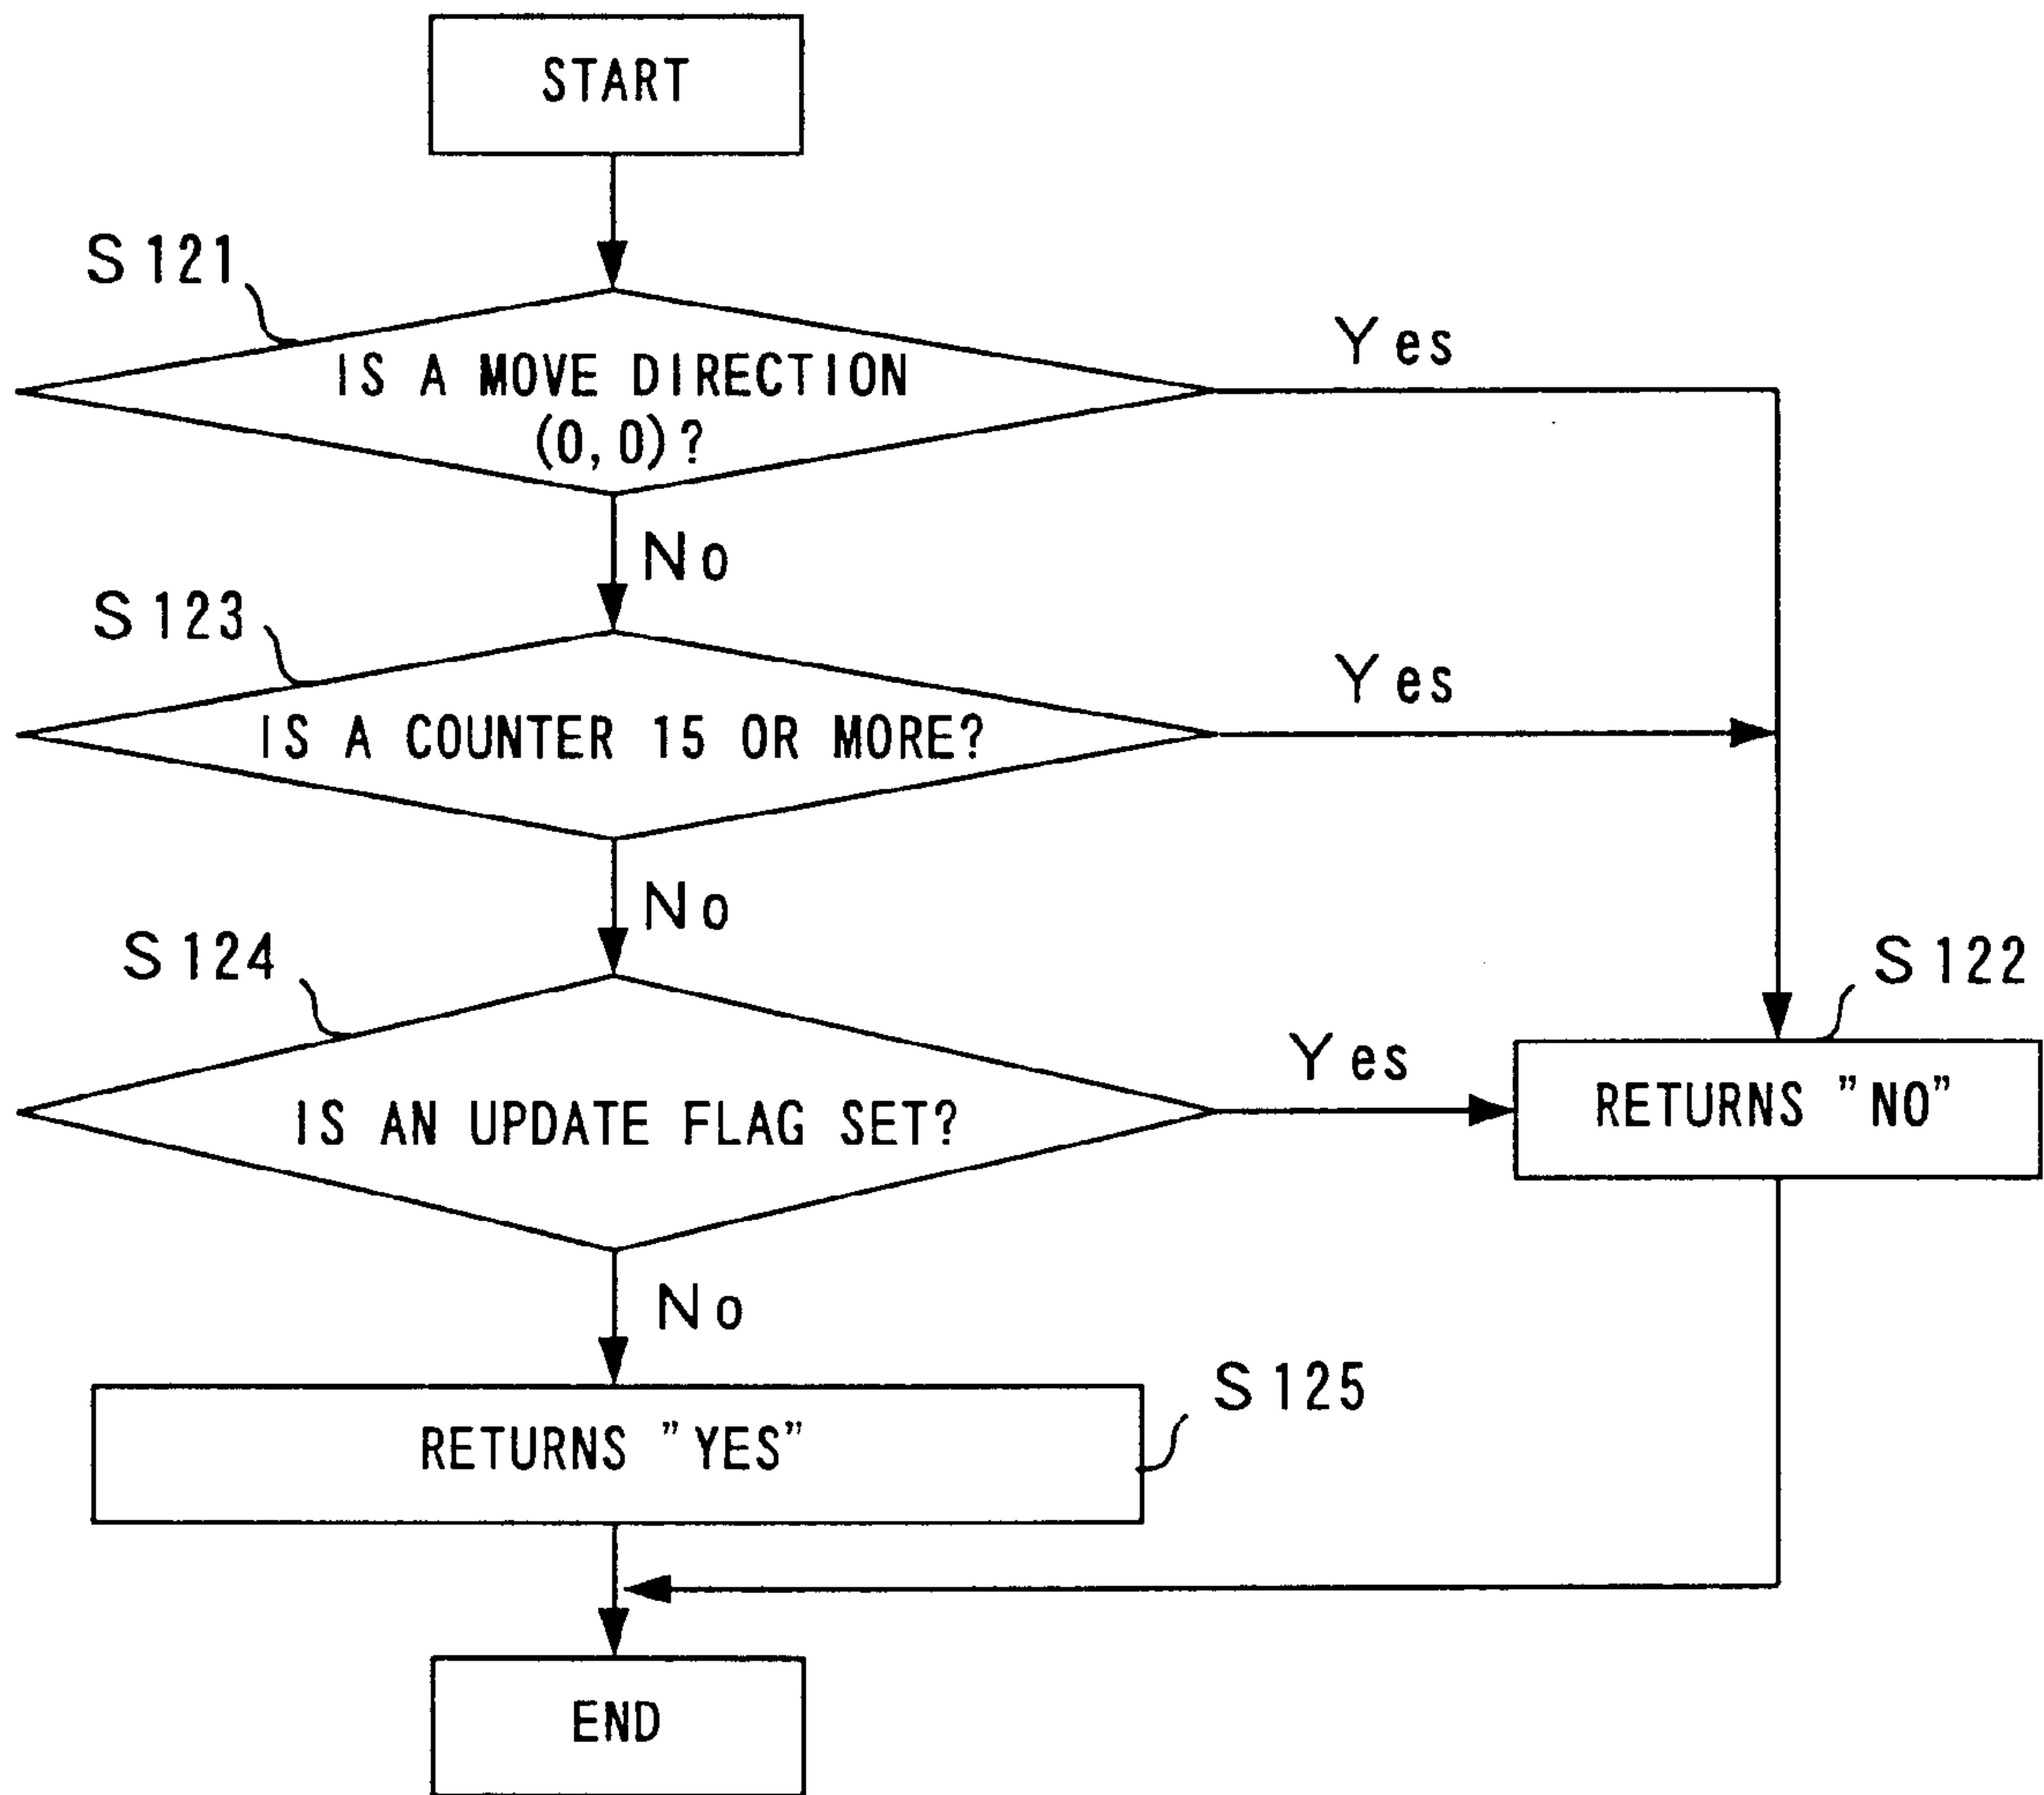 START
S121
Yes
IS A MOVE DIRECTION
(0,0)?
No
S123
Yes
IS A COUNTER 15 OR MORE?
No
S124
S122
Yes
IS AN UPDATE FLAG SET?
RETURNS "NO"
No
S125
RETURNS "YES"
END